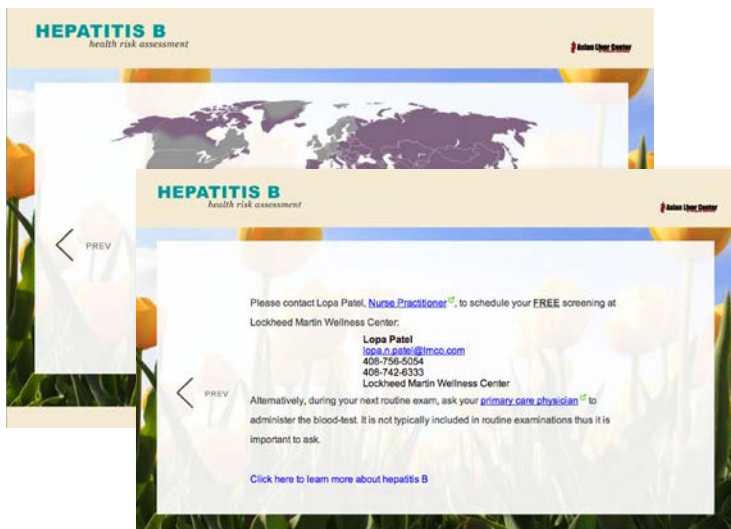 HEPATITIS B
health risk assessment
Asian Liver Center
PREV
HEPATITIS B
health risk assessment
Asian Liver Center
Please contact Lopa Patel, Nurse Practitioner, to schedule your FREE screening at
Lockheed Martin Wellness Center:
Lopa Patel
lopa.n.patel@lmco.com
408-756-5054
408-742-6333
Lockheed Martin Wellness Center
PREV
Alternatively, during your next routine exam, ask your primary care physician to
administer the blood-test. It is not typically included in routine examinations thus it is
important to ask.
Click here to learn more about hepatitis B